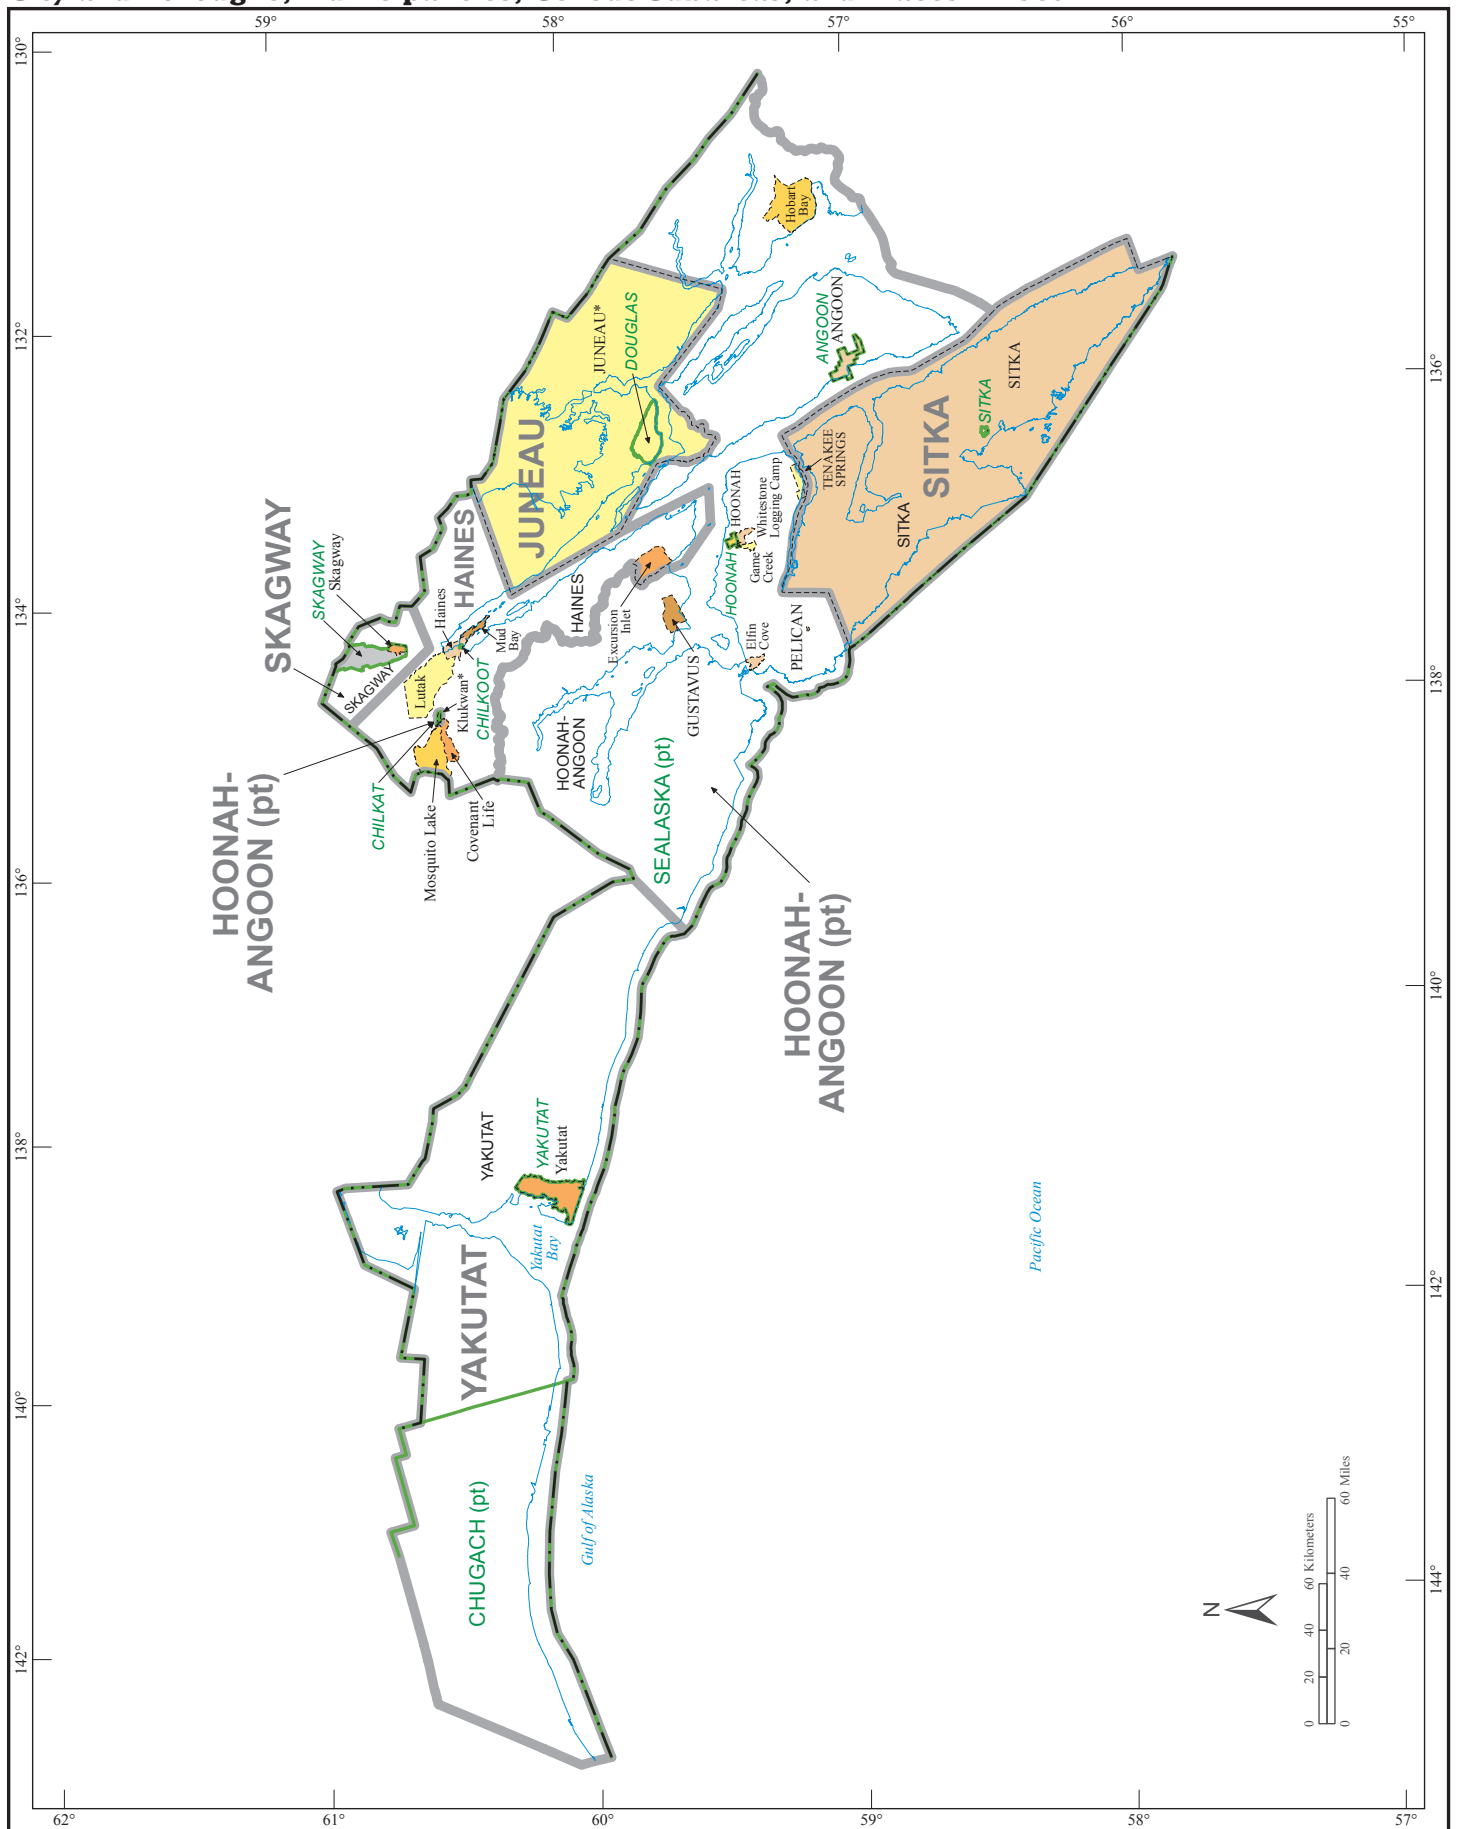 59°
58°
57°
56°
55°
130°
132°
134°
136°
138°
140°
142°
136°
138°
140°
142°
144°
62°
61°
60°
59°
58°
57°
Hobart
Bay
JUNEAU*
DOUGLAS
JUNEAU
ANGOON
ANGOON
SITKA
SITKA
SITKA
SITKA
TENAKEE
SPRINGS
HOONAH
Whitestone
Logging Camp
HOONAH
Game
Creek
PELICAN
Elfin
Cove
SKAGWAY
SKAGWAY
Skagway
SKAGWAY
HAINES
Haines
HAINES
Mud
Bay
Excursion
Inlet
GUSTAVUS
Lutak
Klukwan*
CHILKOOT
HOONAH-
ANGOON (pt)
CHILKAT
Mosquito Lake
Covenant
Life
HOONAH-
ANGOON
SEALASKA (pt)
HOONAH-
ANGOON (pt)
YAKUTAT
YAKUTAT
Yakutat
Yakutat
Bay
YAKUTAT
Pacific Ocean
CHUGACH (pt)
Gulf of Alaska
N
0 20 40 60 Kilometers
0 20 40 60 Miles